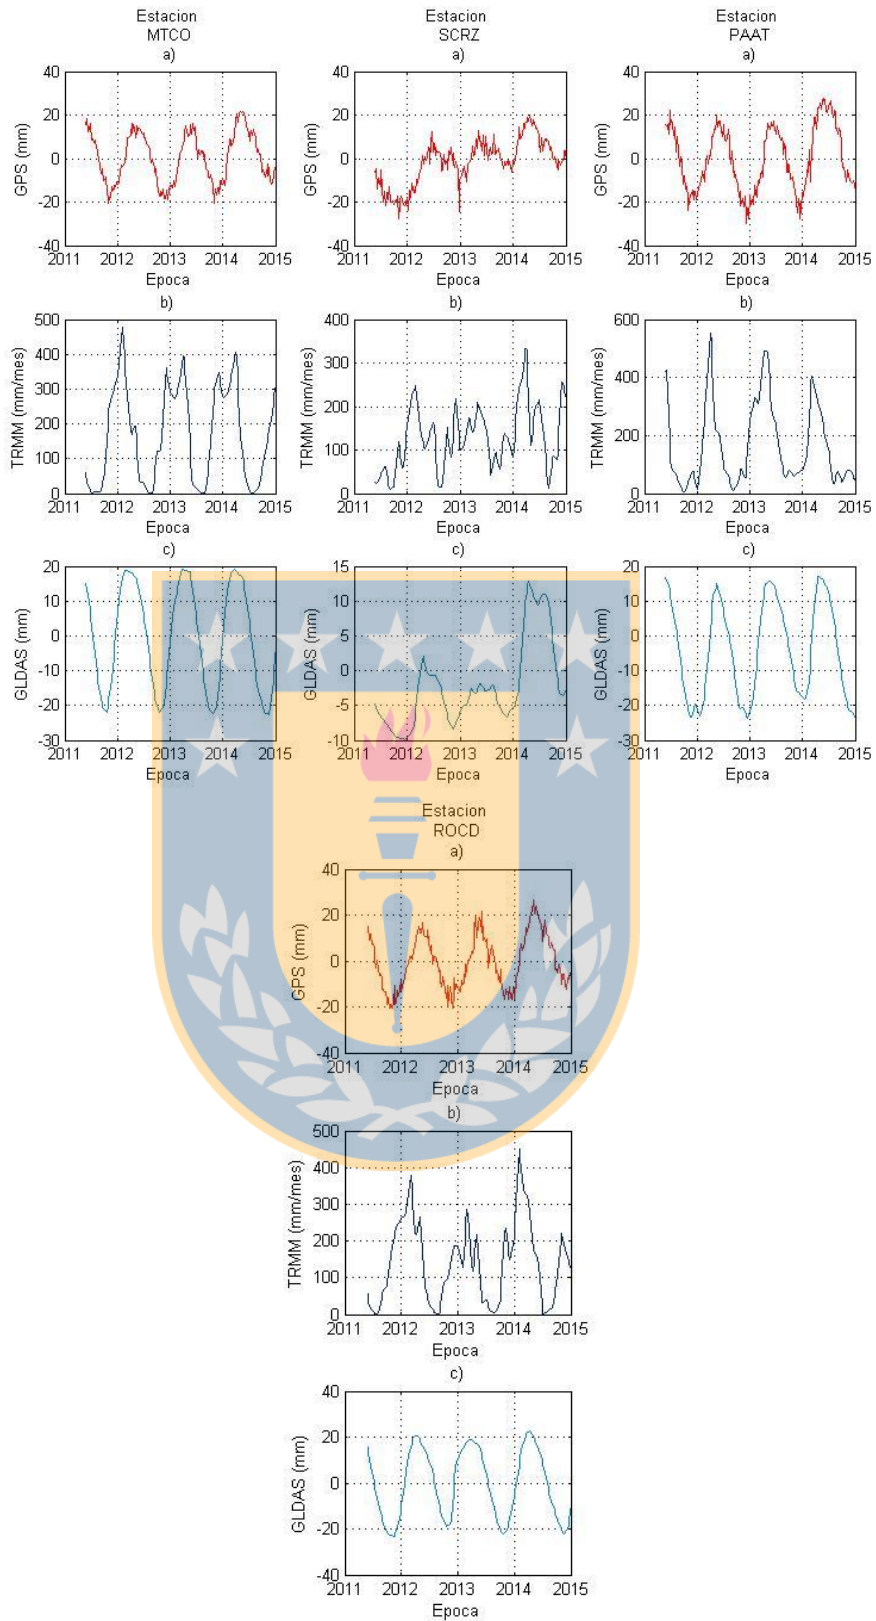 Estacion
MTCO
a)
40
20
0
-20
-40
GPS (mm)
2011 2012 2013 2014 2015
Epoca
Estacion
SCRZ
a)
40
20
0
-20
-40
GPS (mm)
2011 2012 2013 2014 2015
Epoca
Estacion
PAAT
a)
40
20
0
-20
-40
GPS (mm)
2011 2012 2013 2014 2015
Epoca
b)
500
400
300
200
100
0
TRMM (mm/mes)
2011 2012 2013 2014 2015
Epoca
b)
400
300
200
100
0
TRMM (mm/mes)
2011 2012 2013 2014 2015
Epoca
b)
600
400
200
0
TRMM (mm/mes)
2011 2012 2013 2014 2015
Epoca
c)
20
10
0
-10
-20
-30
GLDAS (mm)
2011 2012 2013 2014 2015
Epoca
c)
15
10
5
0
-5
-10
GLDAS (mm)
2011 2012 2013 2014 2015
Epoca
c)
20
10
0
-10
-20
-30
GLDAS (mm)
2011 2012 2013 2014 2015
Epoca
Estacion
ROCD
a)
40
20
0
-20
-40
GPS (mm)
2011 2012 2013 2014 2015
Epoca
b)
500
400
300
200
100
0
TRMM (mm/mes)
2011 2012 2013 2014 2015
Epoca
c)
40
20
0
-20
-40
GLDAS (mm)
2011 2012 2013 2014 2015
Epoca